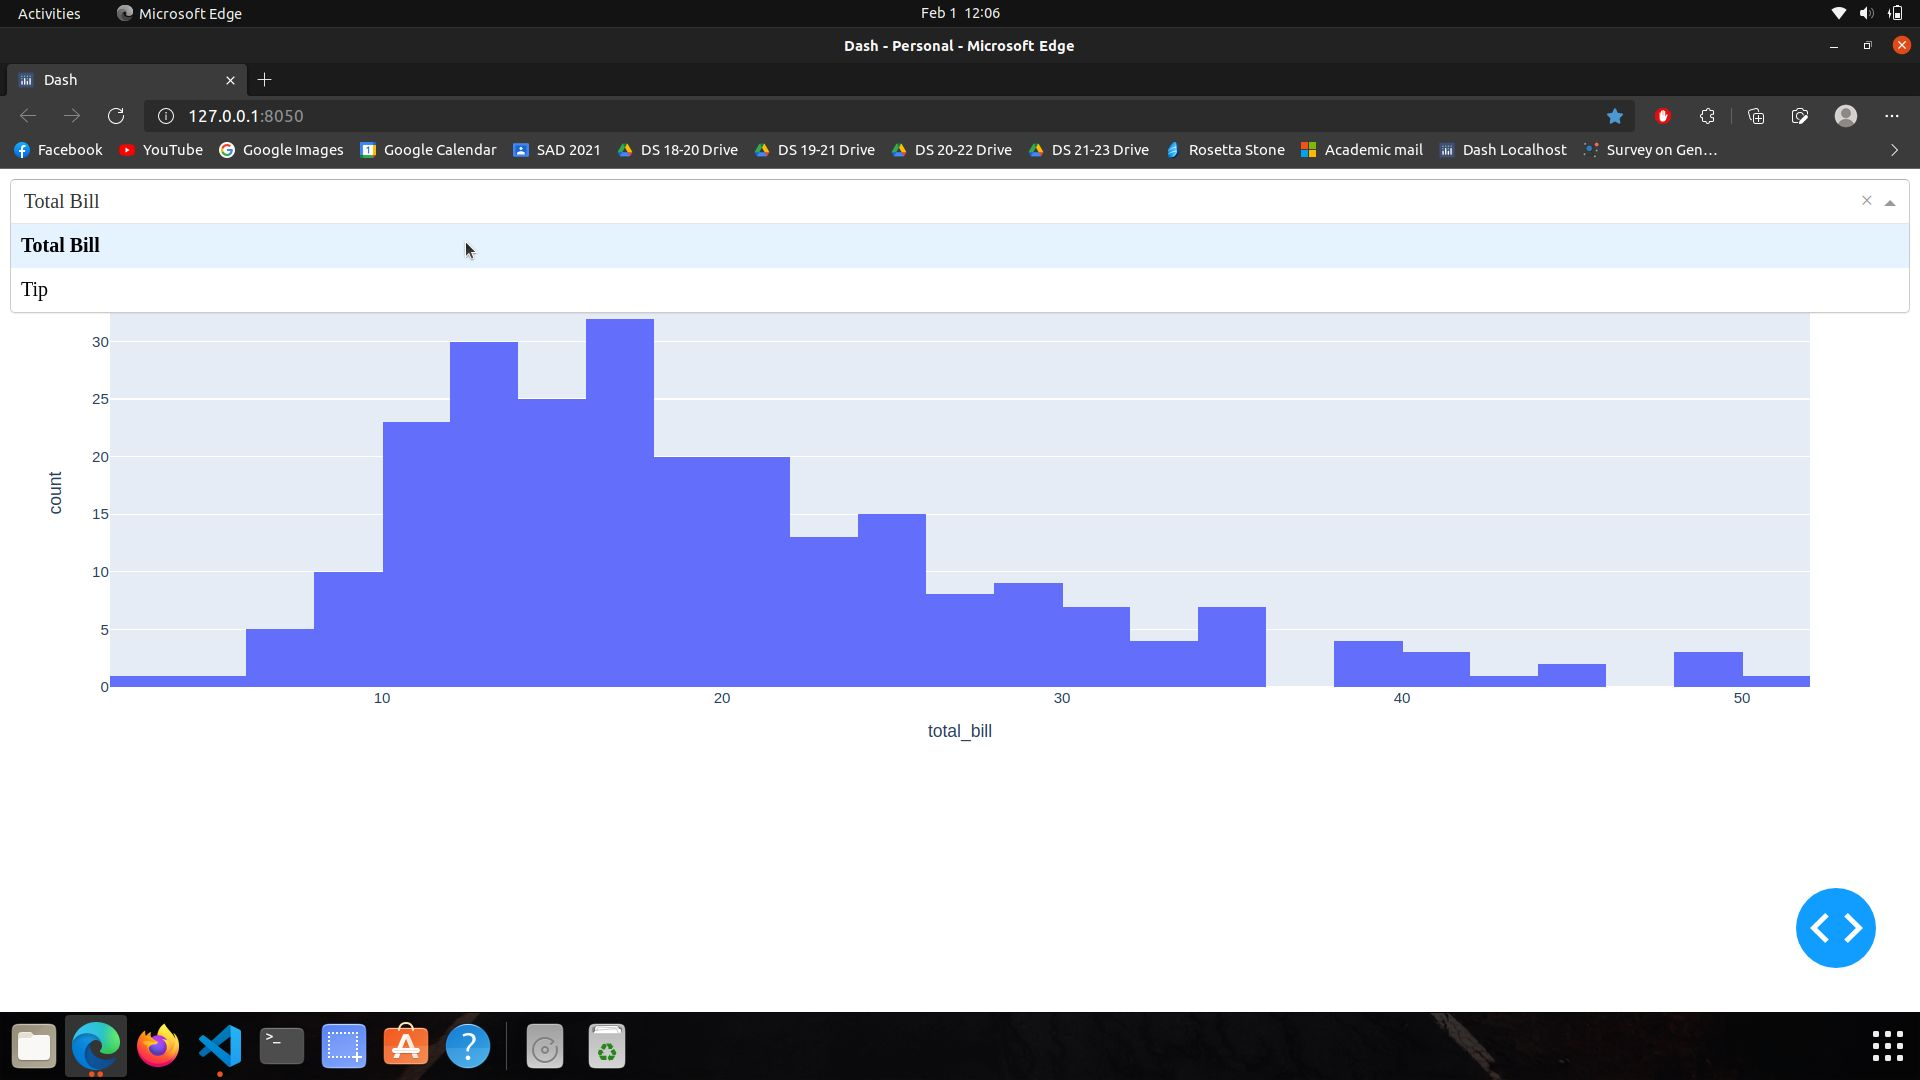 Activities Microsoft Edge Feb 1 12:06
Dash - Personal - Microsoft Edge
Dash
127.0.0.1:8050
Facebook YouTube Google Images Google Calendar SAD 2021 DS 18-20 Drive DS 19-21 Drive DS 20-22 Drive DS 21-23 Drive Rosetta Stone Academic mail Dash Localhost Survey on Gen...
Total Bill
Total Bill
Tip
30
25
20
15
10
5
0
count
10 20 30 40 50
total_bill